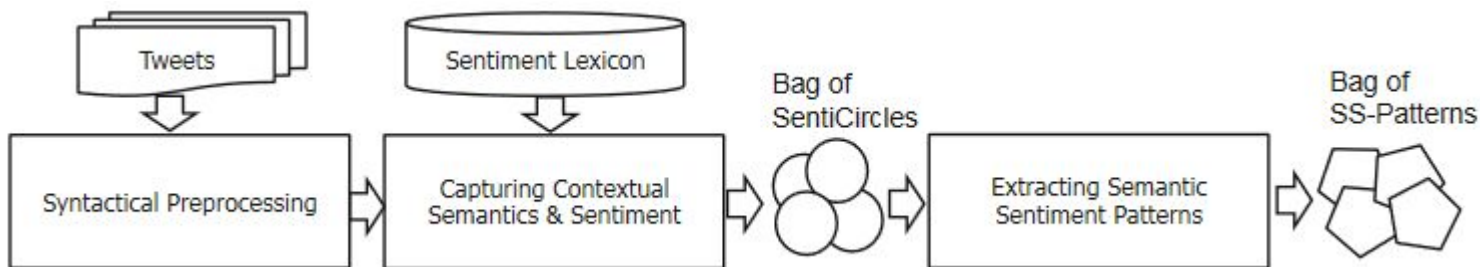 Tweets
Sentiment Lexicon
Bag of
SentiCircles
Bag of
SS-Patterns
Syntactical Preprocessing
Capturing Contextual
Semantics & Sentiment
Extracting Semantic
Sentiment Patterns